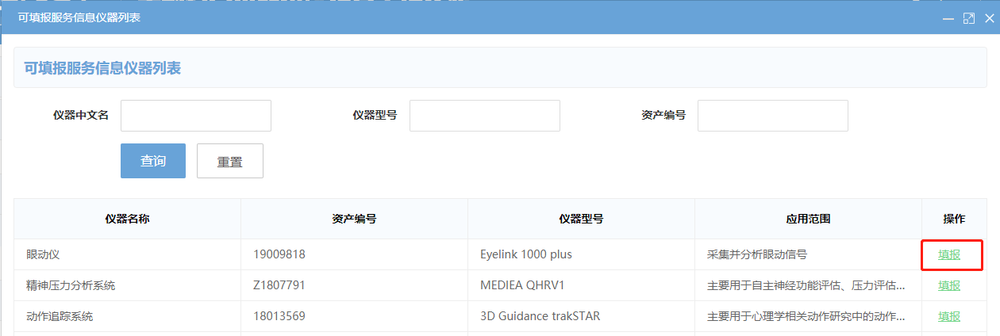 可填报服务信息仪器列表
可填报服务信息仪器列表
仪器中文名 仪器型号 资产编号
查询 重置
仪器名称 资产编号 仪器型号 应用范围 操作
眼动仪 19009818 Eyelink 1000 plus 采集并分析眼动信号 填报
精神压力分析系统 Z1807791 MEDIEA QHRV1 主要用于自主神经功能评估、压力评估... 填报
动作追踪系统 18013569 3D Guidance trakSTAR 主要用于心理学相关动作研究中的动作... 填报